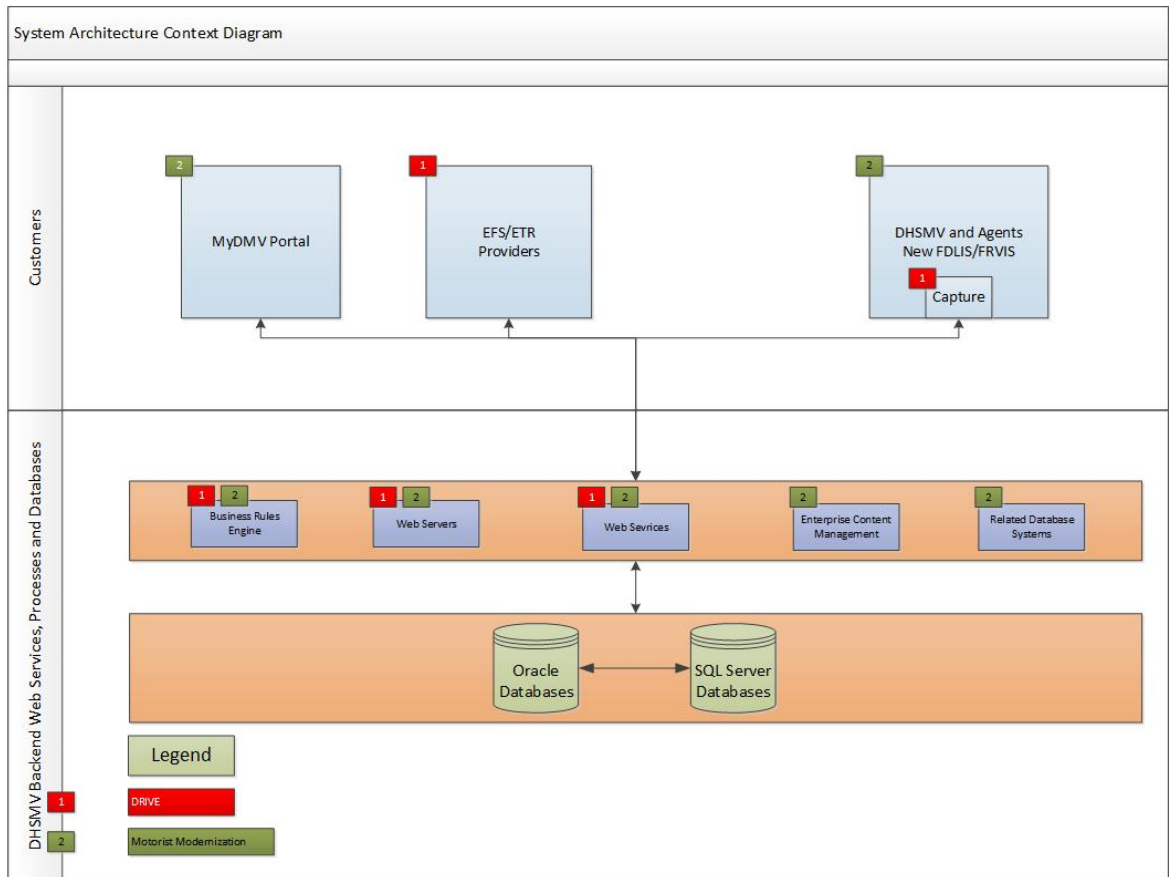 System Architecture Context Diagram
Customers
2
MyDMV Portal
1
EFS/ETR
Providers
2
DHSMV and Agents
New FDLIS/FRVIS
1
Capture
DHSMV Backend Web Services, Processes and Databases
1
2
Business Rules
Engine
1
2
Web Servers
1
2
Web Sevrices
2
Enterprise Content
Management
2
Related Database
Systems
Oracle
Databases
SQL Server
Databases
Legend
1
DRIVE
2
Motorist Modernization